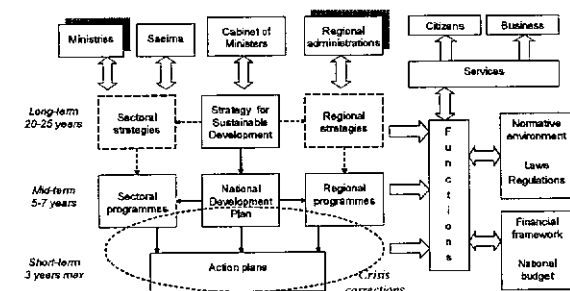 Ministries
Saeima
Cabinet of
Ministers
Regional
administrations
Citizens
Business
Services
Long-term
20-25 years
Sectoral
strategies
Strategy for
Sustainable
Development
Regional
strategies
Functions
Normative
environment
Laws
Regulations
Mid-term
5-7 years
Sectoral
programmes
National
Development
Plan
Regional
programmes
Financial
framework
National
budget
Short-term
3 years max
Action plans
Crisis
corrections